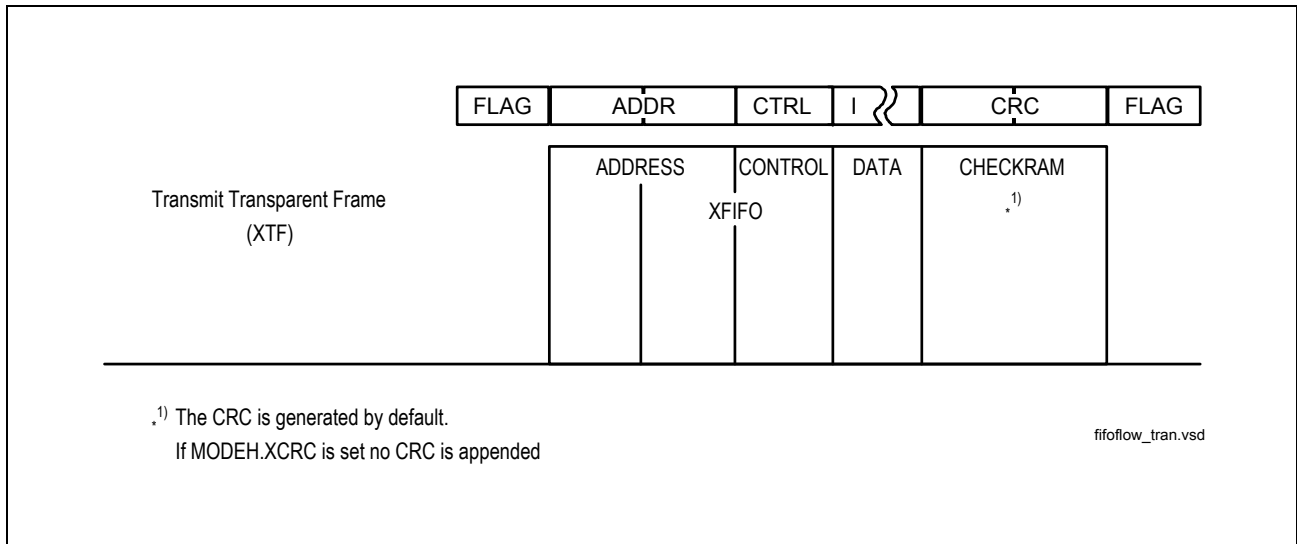 FLAG ADDR CTRL I CRC FLAG
ADDRESS CONTROL DATA CHECKRAM
XFIFO *1)
Transmit Transparent Frame
(XTF)
*1) The CRC is generated by default.
If MODEH.XCRC is set no CRC is appended
fifoflow_tran.vsd